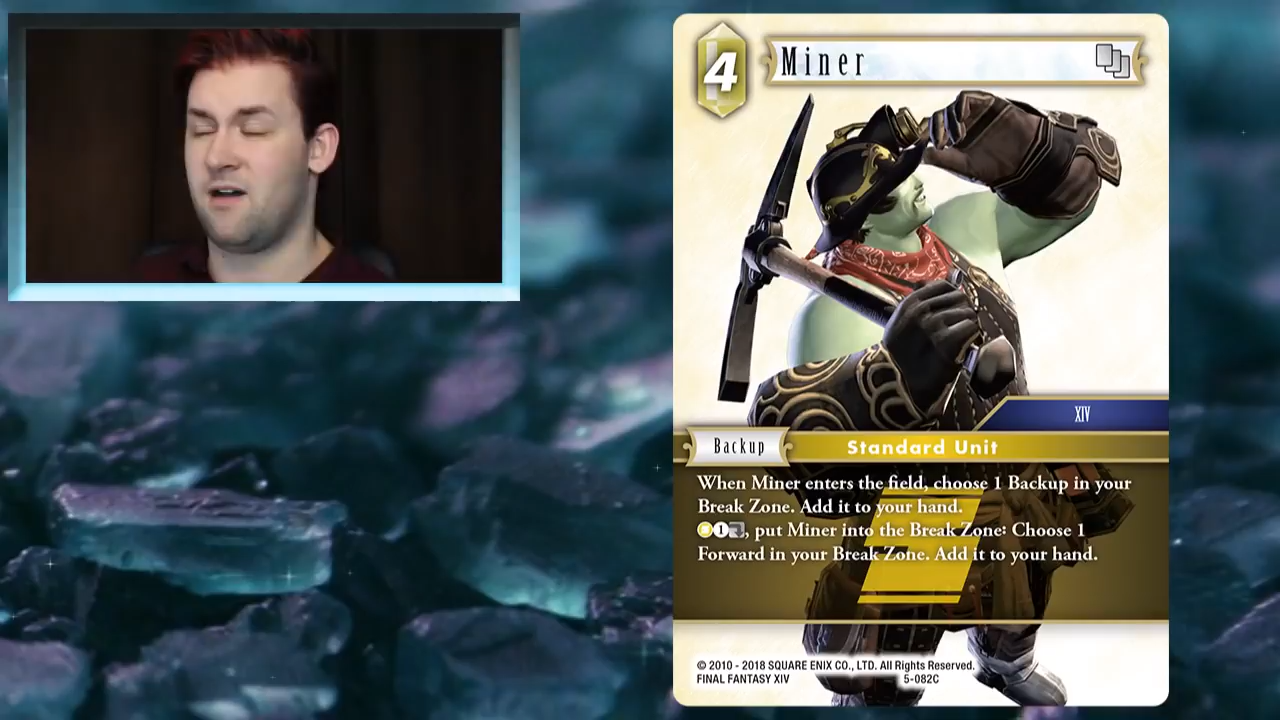 4
Miner
XIV
Backup
Standard Unit
When Miner enters the field, choose 1 Backup in your
Break Zone. Add it to your hand.
1, put Miner into the Break Zone: Choose 1
Forward in your Break Zone. Add it to your hand.
© 2010 - 2018 SQUARE ENIX CO., LTD. All Rights Reserved.
FINAL FANTASY XIV 5-082C